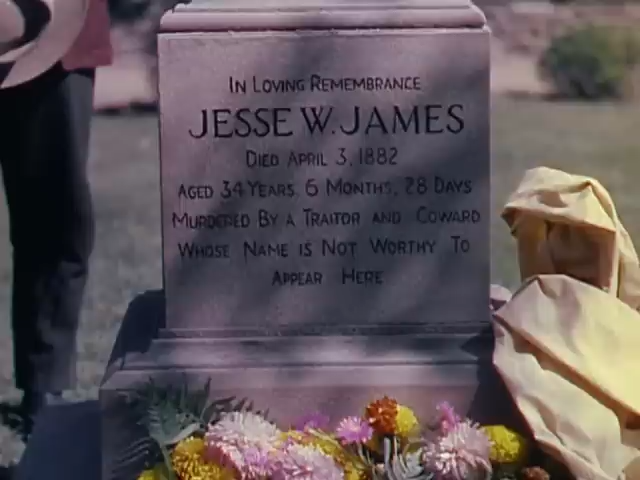 In Loving Remembrance
JESSE W. JAMES
Died April 3, 1882
Aged 34 Years, 6 Months, 28 Days
Murdered By a Traitor and Coward
Whose Name is Not Worthy To
Appear Here